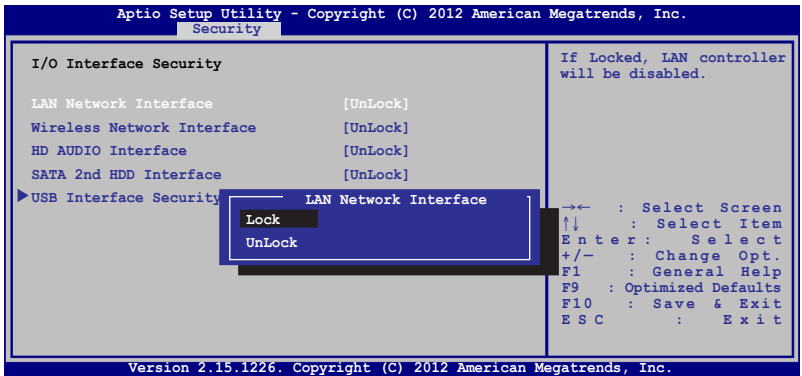 Aptio Setup Utility - Copyright (C) 2012 American Megatrends, Inc.
Security
I/O Interface Security
LAN Network Interface [UnLock]
Wireless Network Interface [UnLock]
HD AUDIO Interface [UnLock]
SATA 2nd HDD Interface [UnLock]
▶USB Interface Security
LAN Network Interface
Lock
UnLock
If Locked, LAN controller
will be disabled.
→← : Select Screen
↑↓ : Select Item
Enter: Select
+/— : Change Opt.
F1 : General Help
F9 : Optimized Defaults
F10 : Save & Exit
ESC : Exit
Version 2.15.1226. Copyright (C) 2012 American Megatrends, Inc.